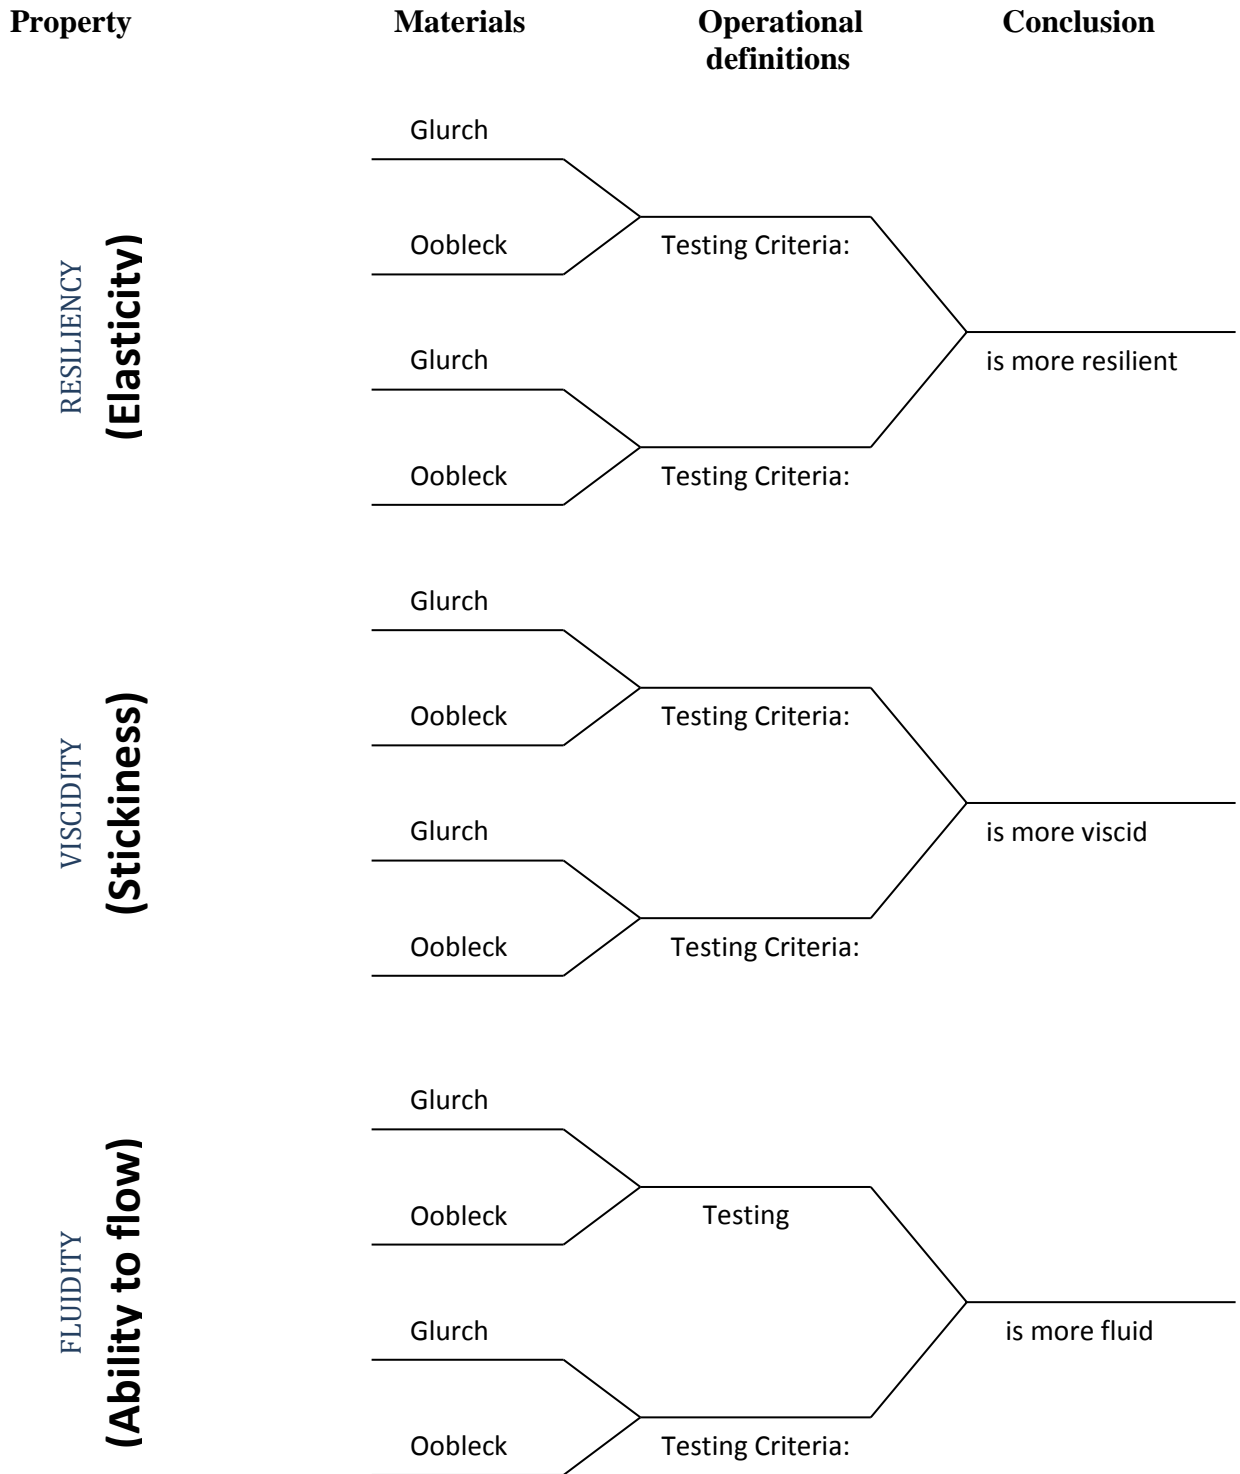 Property
Materials
Operational
definitions
Conclusion
RESILIENCY
(Elasticity)
Glurch
Oobleck
Testing Criteria:
Glurch
Oobleck
Testing Criteria:
is more resilient
VISCIDITY
(Stickiness)
Glurch
Oobleck
Testing Criteria:
Glurch
Oobleck
Testing Criteria:
is more viscid
FLUIDITY
(Ability to flow)
Glurch
Oobleck
Testing
Glurch
Oobleck
Testing Criteria:
is more fluid